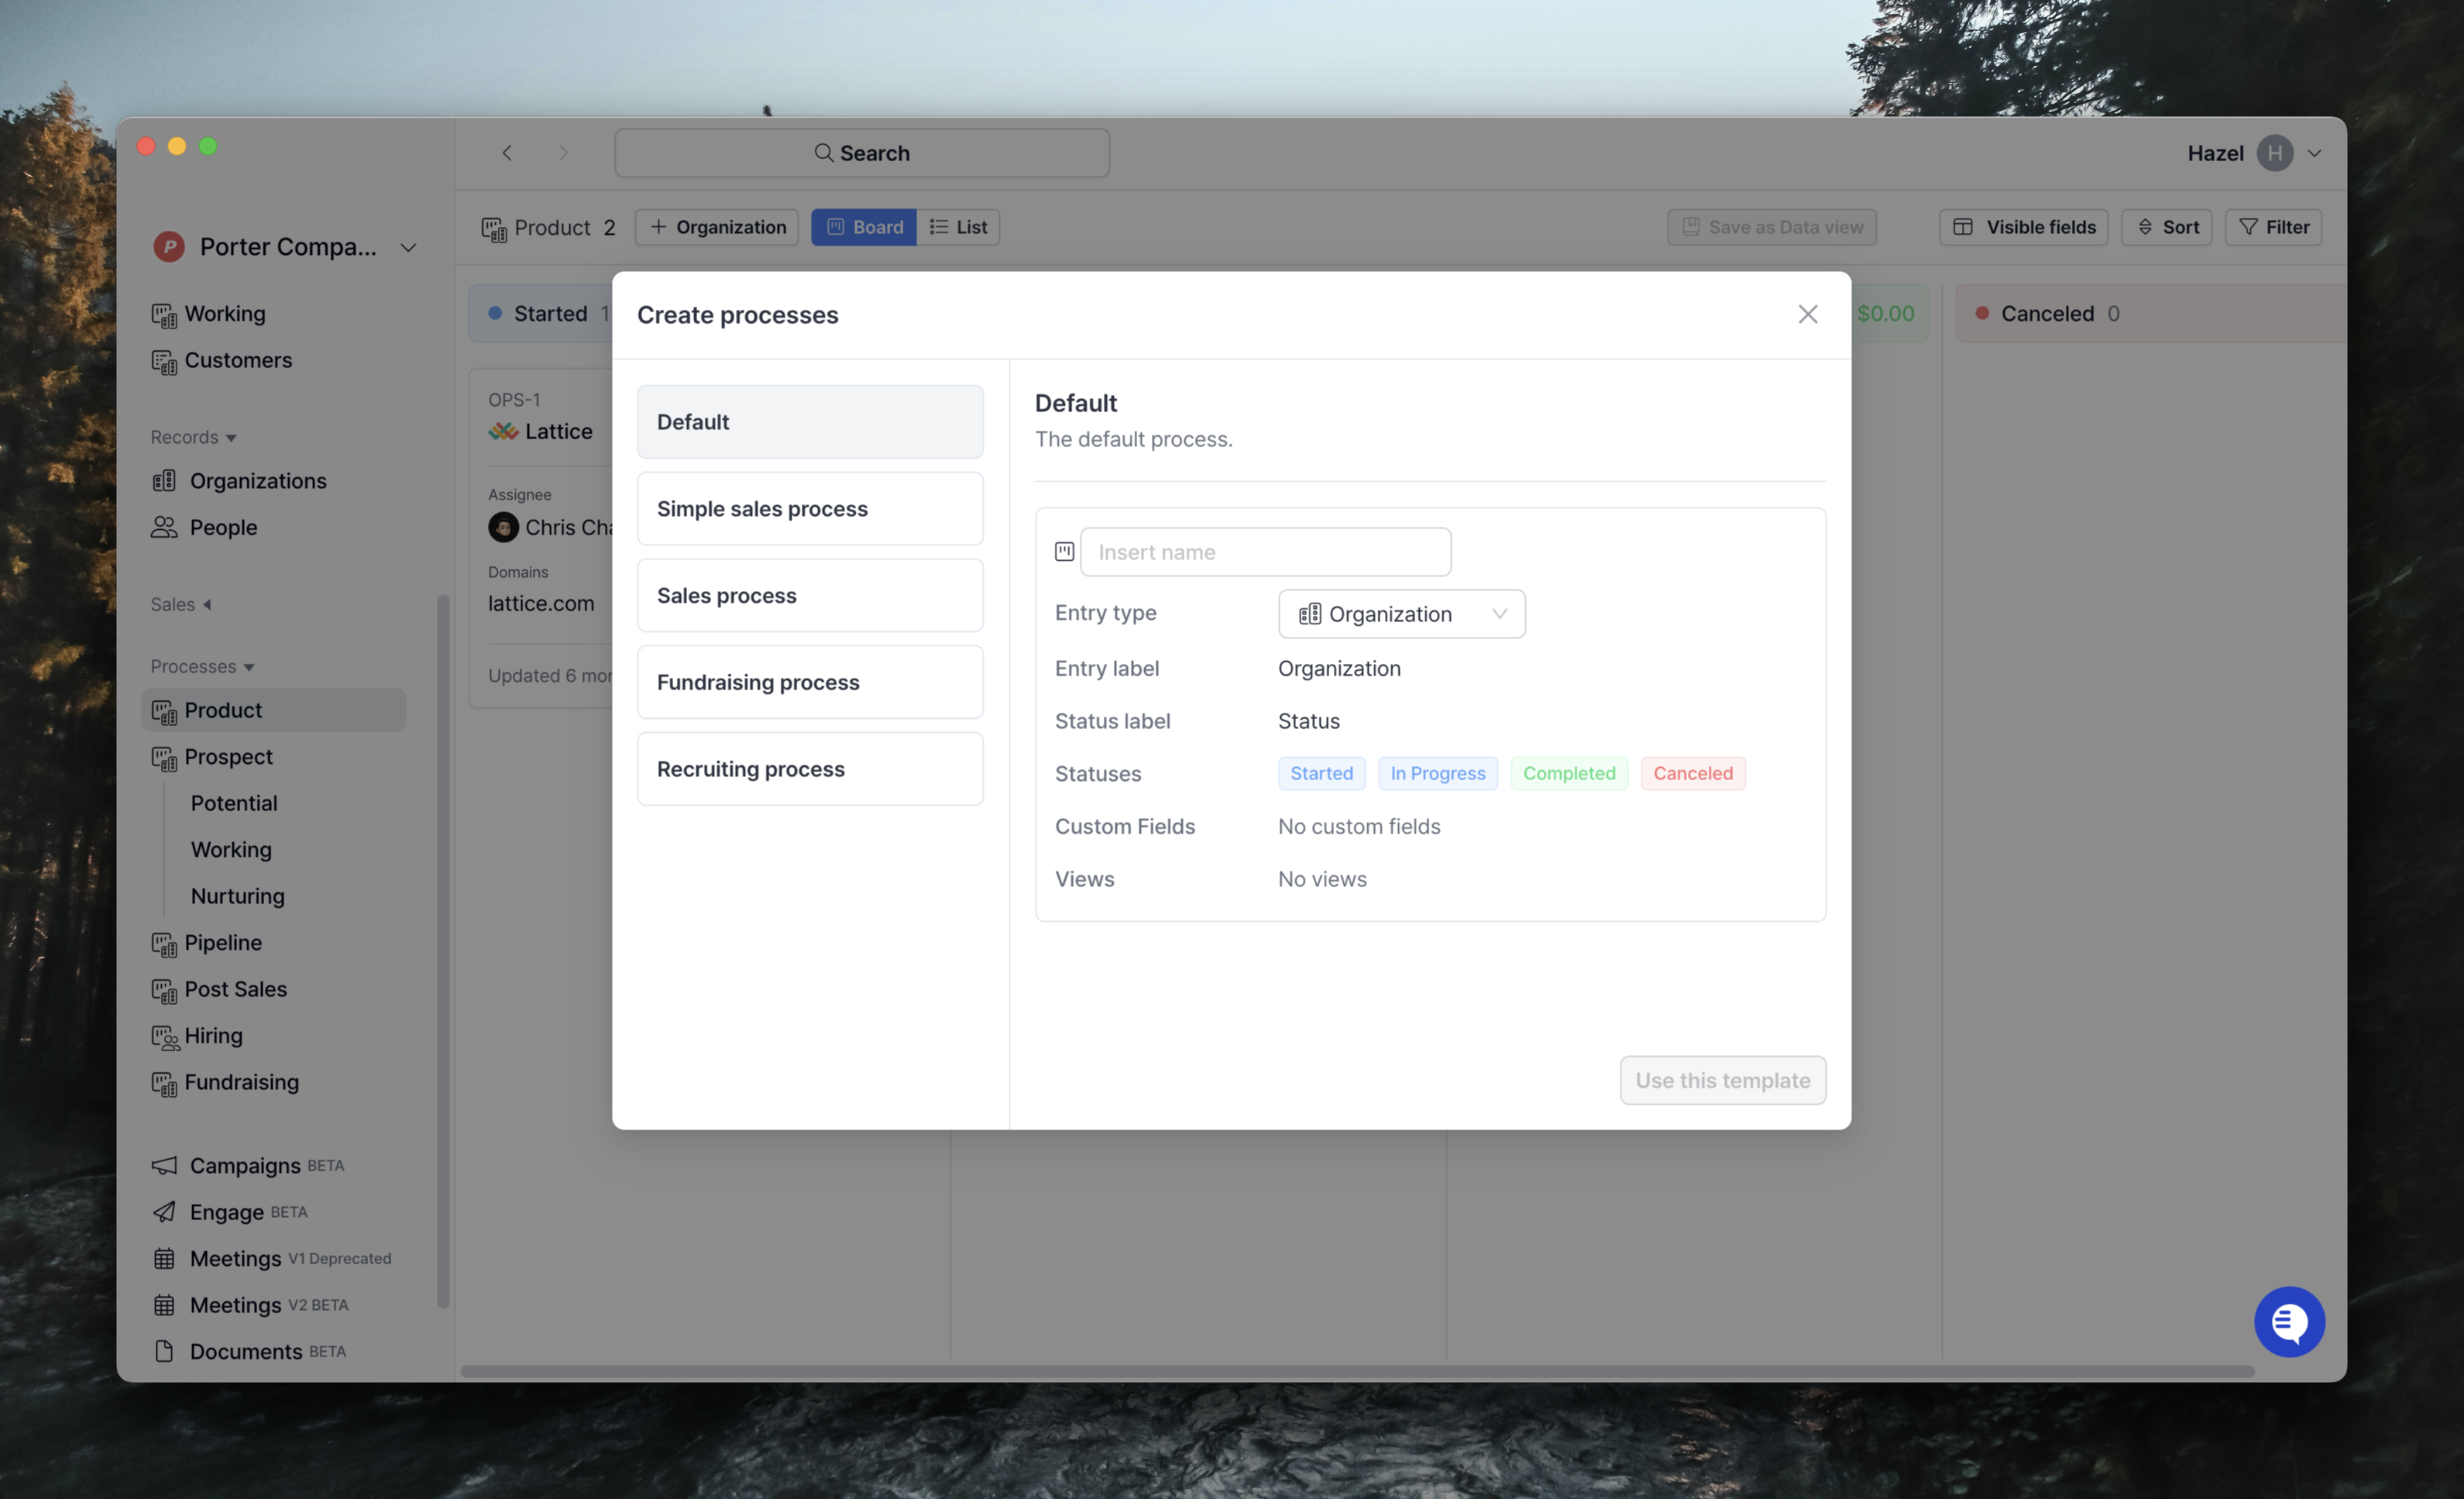 Search
Hazel H
P Porter Compa...
Product 2
Organization
Board
List
Save as Data view
Visible fields
Sort
Filter
Working
Customers
Records
Organizations
People
Sales
Processes
Product
Prospect
Potential
Working
Nurturing
Pipeline
Post Sales
Hiring
Fundraising
Campaigns BETA
Engage BETA
Meetings V1 Deprecated
Meetings V2 BETA
Documents BETA
Started 1
OPS-1
Lattice
Assignee
Chris Cha
Domains
lattice.com
Updated 6 mon
$0.00
Canceled 0
Create processes
Default
Simple sales process
Sales process
Fundraising process
Recruiting process
Default
The default process.
Insert name
Entry type Organization
Entry label Organization
Status label Status
Statuses Started In Progress Completed Canceled
Custom Fields No custom fields
Views No views
Use this template